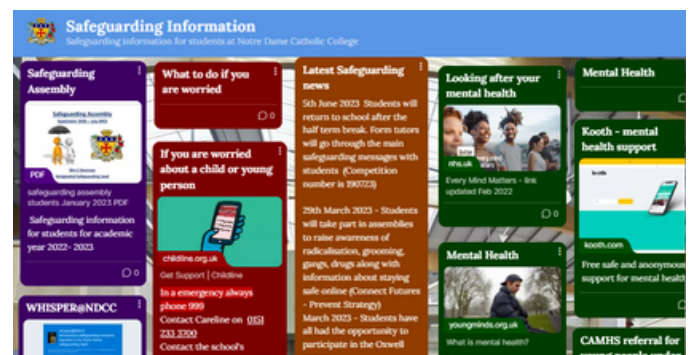 Safeguarding Information
Safeguarding information for students at Notre Dame Catholic College
Safeguarding
Assembly
Safeguarding Assembly
PDF
safeguarding assembly
students January 2023 PDF
Safeguarding information
for students for academic
year 2022- 2023
0
WHISPER@NDCC
What to do if you
are worried
0
If you are worried
about a child or young
person
childline.org.uk
Get Support | Childline
In a emergency always
phone 999
Contact Careline on 0151
233 3700
Contact the school's
Latest Safeguarding
news
5th June 2023 Students will
return to school after the
half term break. Form tutors
will go through the main
safeguarding messages with
students (Competition
number is 190723)
29th March 2023 - Students
will take part in assemblies
to raise awareness of
radicalisation, grooming,
gangs, drugs along with
information about staying
safe online (Connect Futures
- Prevent Strategy)
March 2023 - Students have
all had the opportunity to
participate in the Oxwell
Looking after your
mental health
nhs.uk
Every Mind Matters - link
updated Feb 2022
0
Mental Health
youngminds.org.uk
What is mental health?
Mental Health
Kooth - mental
health support
kooth
kooth.com
Free safe and anonymous
support for mental health
CAMHS referral for
young people under